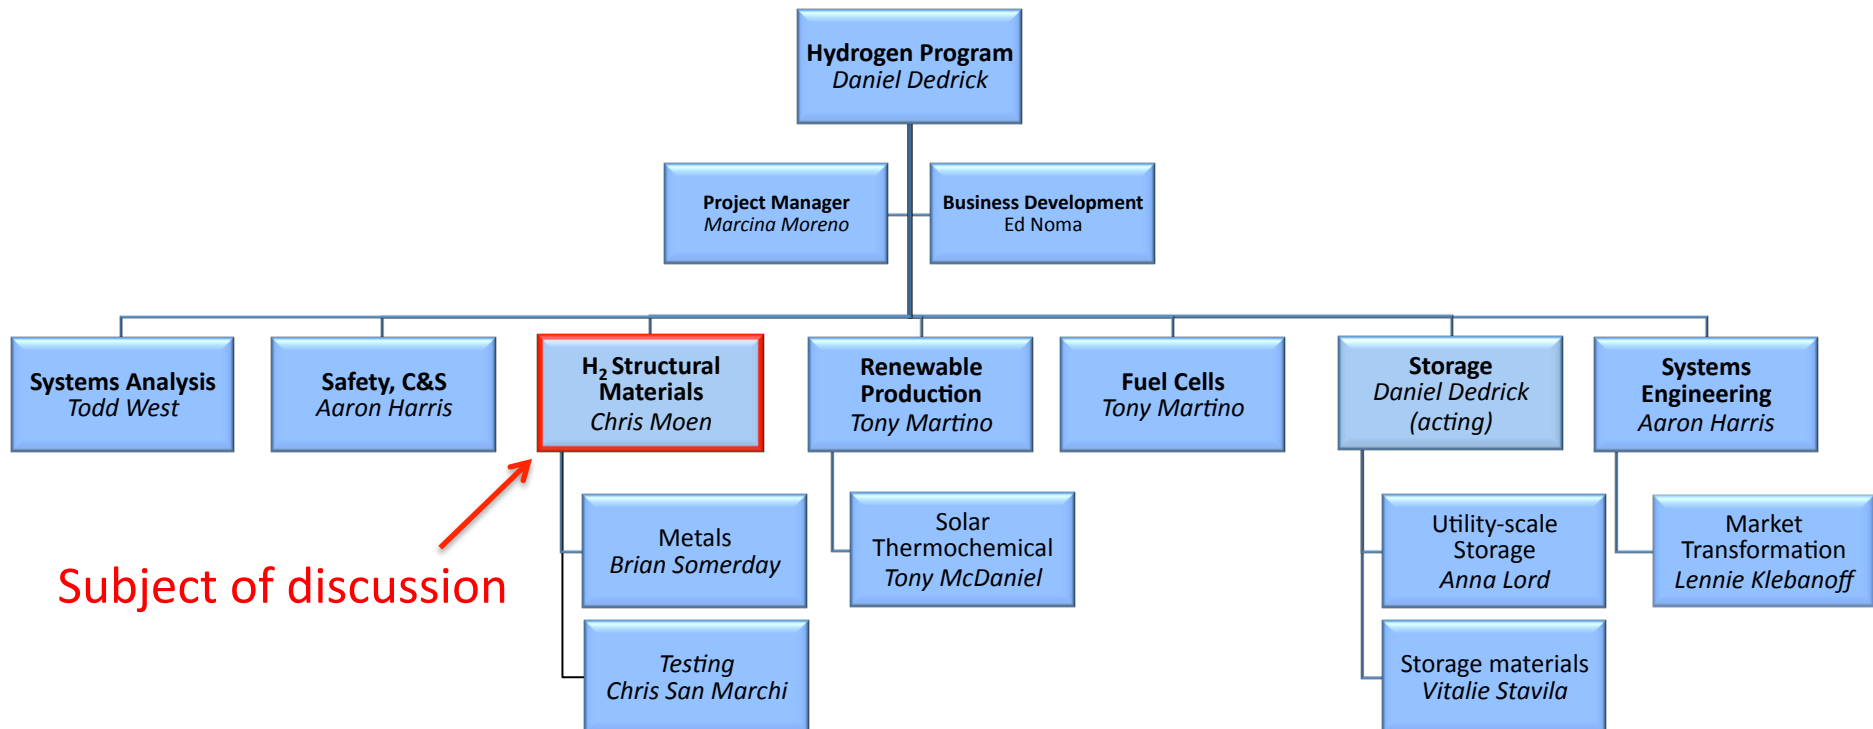 Hydrogen Program
Daniel Dedrick
Project Manager
Marcina Moreno
Business Development
Ed Noma
Systems Analysis
Todd West
Safety, C&S
Aaron Harris
H₂ Structural
Materials
Chris Moen
Renewable
Production
Tony Martino
Fuel Cells
Tony Martino
Storage
Daniel Dedrick
(acting)
Systems
Engineering
Aaron Harris
Subject of discussion
Metals
Brian Somerday
Solar
Thermochemical
Tony McDaniel
Utility-scale
Storage
Anna Lord
Market
Transformation
Lennie Klebanoff
Testing
Chris San Marchi
Storage materials
Vitalie Stavila